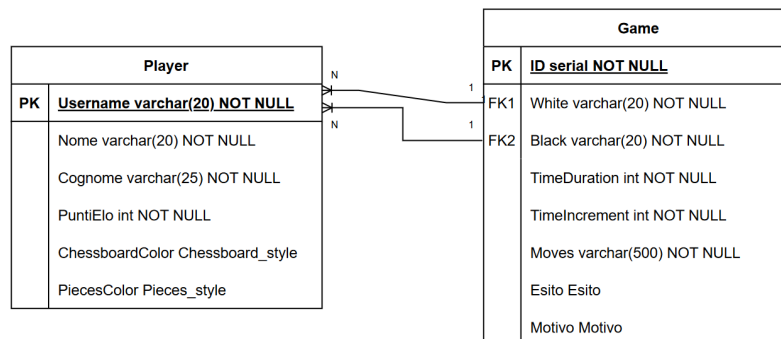 Player
PK Username varchar(20) NOT NULL
Nome varchar(20) NOT NULL
Cognome varchar(25) NOT NULL
PuntiElo int NOT NULL
ChessboardColor Chessboard_style
PiecesColor Pieces_style
N
N
1
1
Game
PK ID serial NOT NULL
FK1 White varchar(20) NOT NULL
FK2 Black varchar(20) NOT NULL
TimeDuration int NOT NULL
TimeIncrement int NOT NULL
Moves varchar(500) NOT NULL
Esito Esito
Motivo Motivo